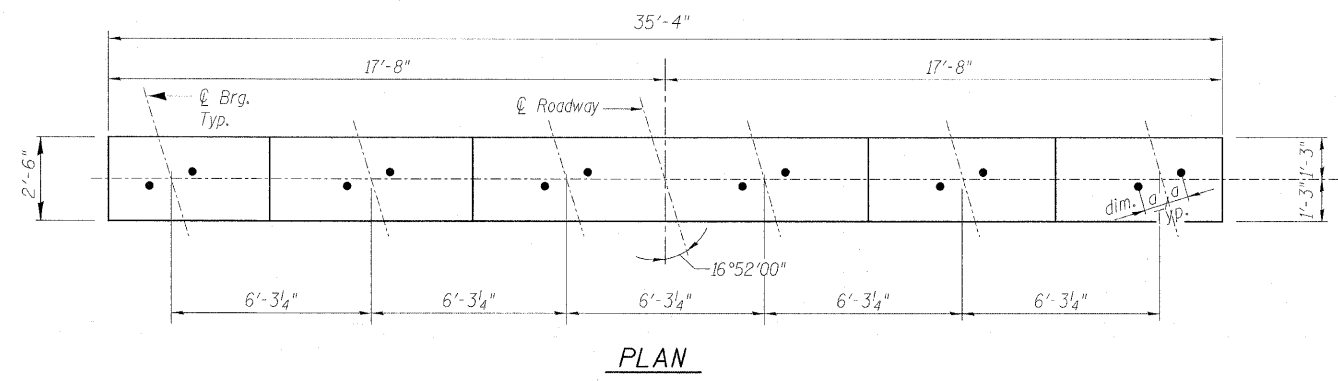 35'-4"
17'-8"
17'-8"
℄ Brg.
Typ.
℄ Roadway
2'-6"
1'-3"
1'-3"
dim. a a
Typ.
16°52'00"
6'-3¼"
6'-3¼"
6'-3¼"
6'-3¼"
6'-3¼"
PLAN